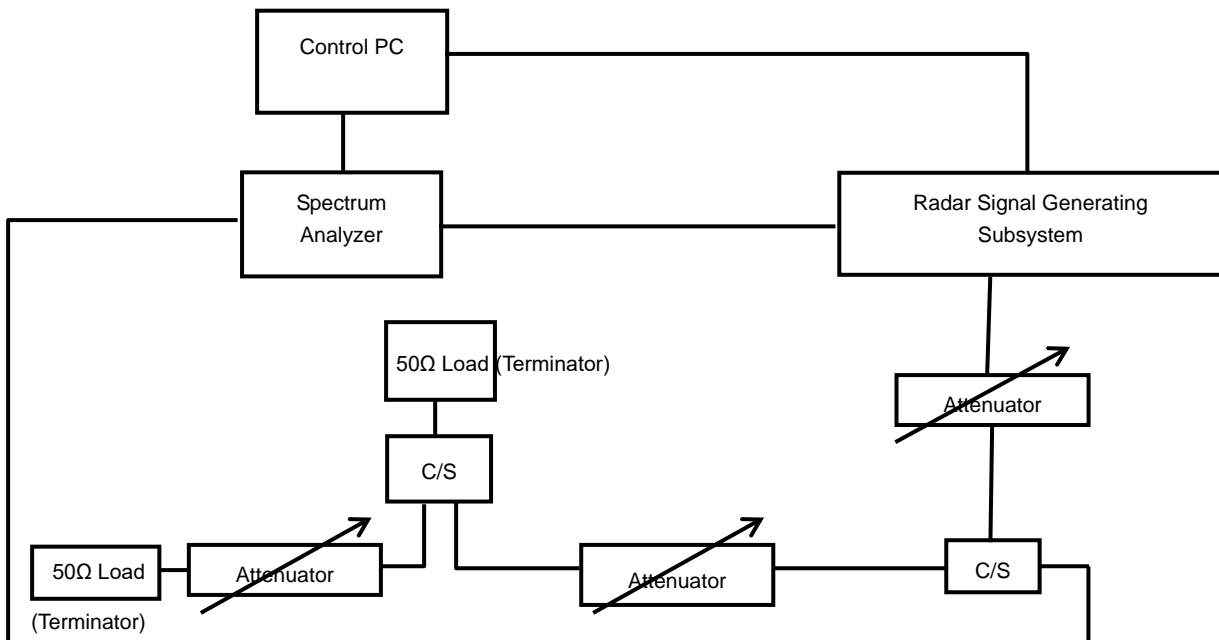 Control PC
Spectrum
Analyzer
Radar Signal Generating
Subsystem
50Ω Load (Terminator)
Attenuator
C/S
50Ω Load
(Terminator)
Attenuator
Attenuator
C/S